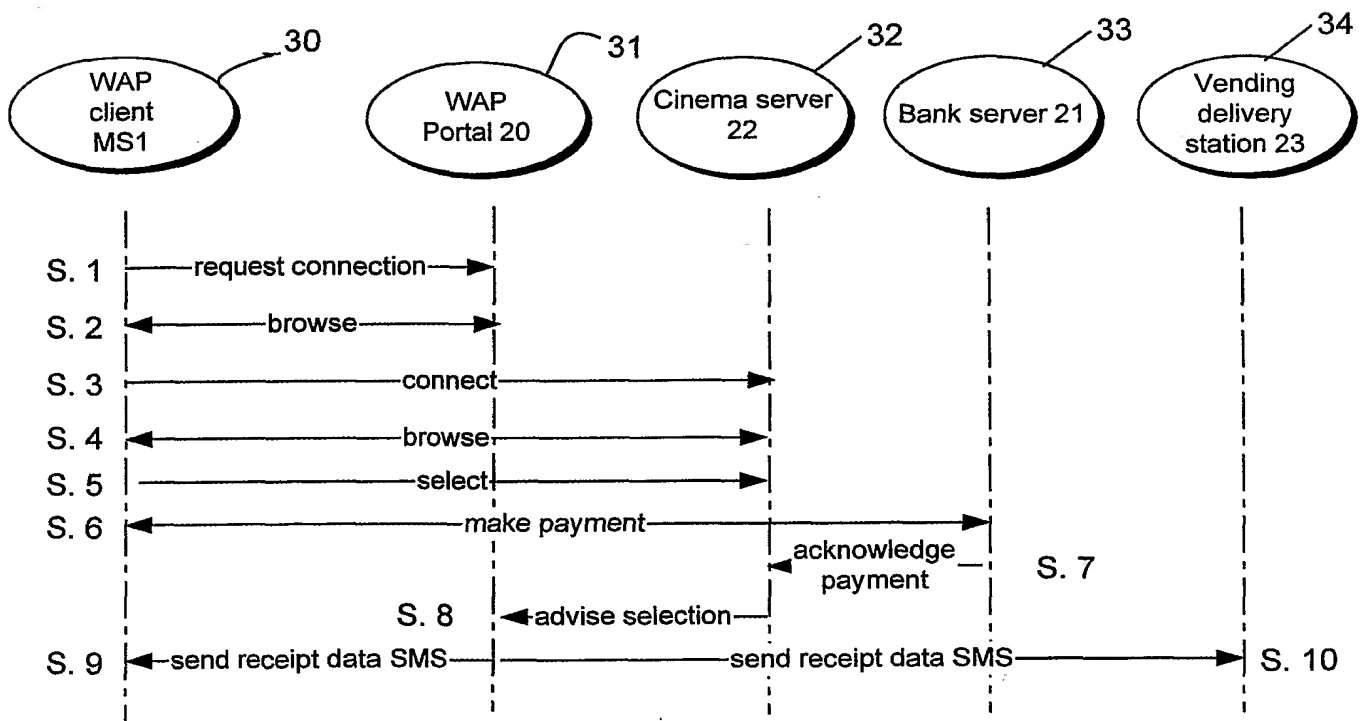 30
31
32
33
34
WAP
client
MS1
WAP
Portal 20
Cinema server
22
Bank server 21
Vending
delivery
station 23
S. 1 request connection
S. 2 browse
S. 3 connect
S. 4 browse
S. 5 select
S. 6 make payment
acknowledge
payment S. 7
S. 8 advise selection
S. 9 send receipt data SMS send receipt data SMS S. 10